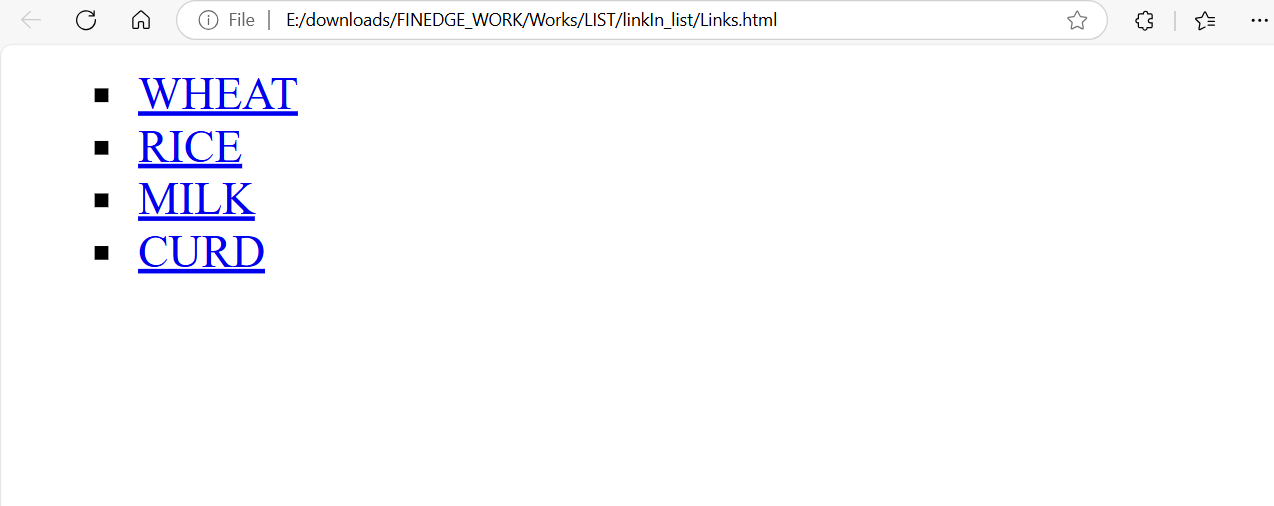 File | E:/downloads/FINEDGE_WORK/Works/LIST/linkIn_list/Links.html
WHEAT
RICE
MILK
CURD